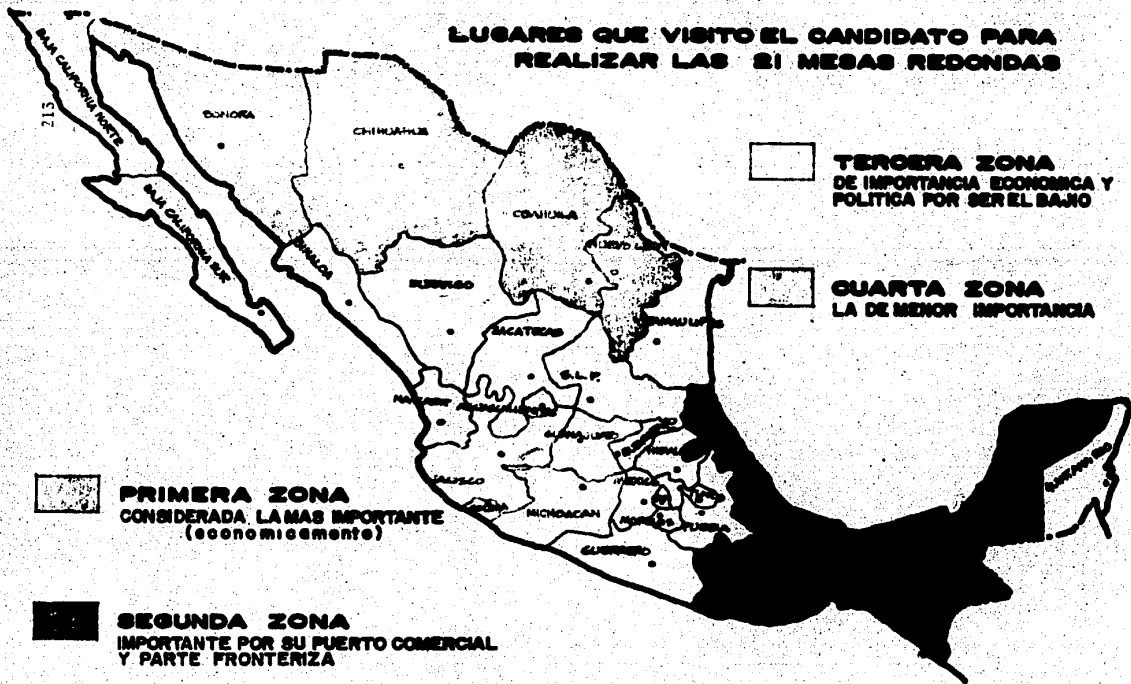 LUGARES QUE VISITO EL CANDIDATO PARA
REALIZAR LAS 21 MESAS REDONDAS
213
BAJA CALIFORNIA NORTE
SONORA
CHIHUAHUA
TERCERA ZONA
DE IMPORTANCIA ECONOMICA Y
POLITICA POR SER EL BAJIO
BAJA CALIFORNIA SUR
COAHUILA
NUEVO LEON
SINALOA
DURANGO
CUARTA ZONA
LA DE MENOR IMPORTANCIA
TAMAULIPAS
ZACATECAS
S.L.P.
NAYARIT
AGUASCALIENTES
GUANAJUATO
HIDALGO
QUINTANA ROO
JALISCO
MEXICO
COLIMA
MICHOACAN
MORELOS
PUEBLA
GUERRERO
PRIMERA ZONA
CONSIDERADA LA MAS IMPORTANTE
(economicamente)
SEGUNDA ZONA
IMPORTANTE POR SU PUERTO COMERCIAL
Y PARTE FRONTERIZA